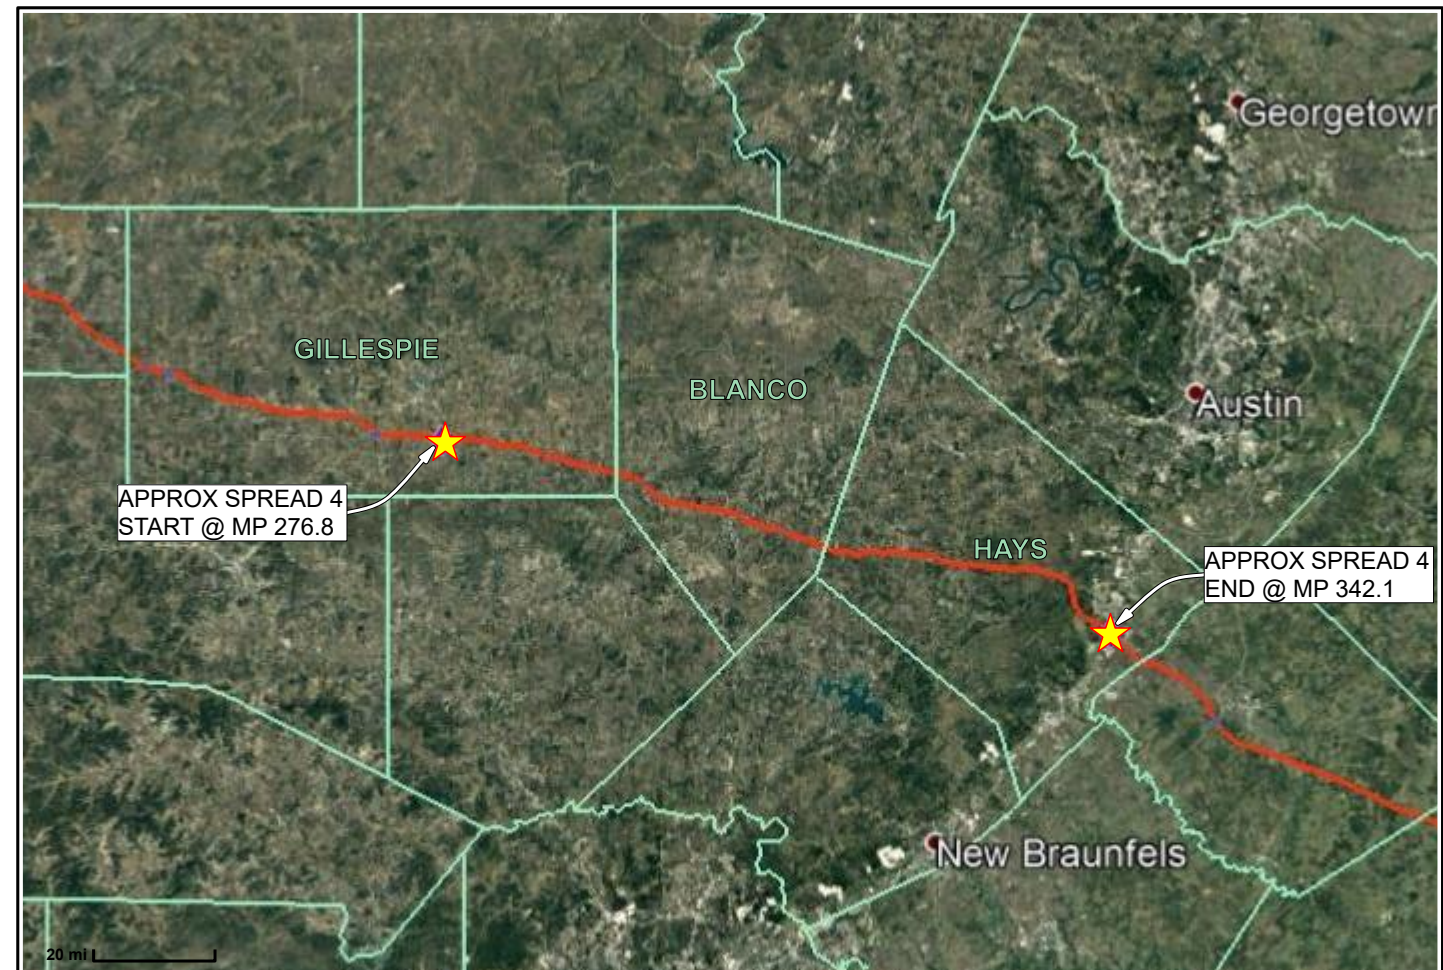 Georgetown
GILLESPIE
BLANCO
Austin
APPROX SPREAD 4
START @ MP 276.8
HAYS
APPROX SPREAD 4
END @ MP 342.1
New Braunfels
20 mi